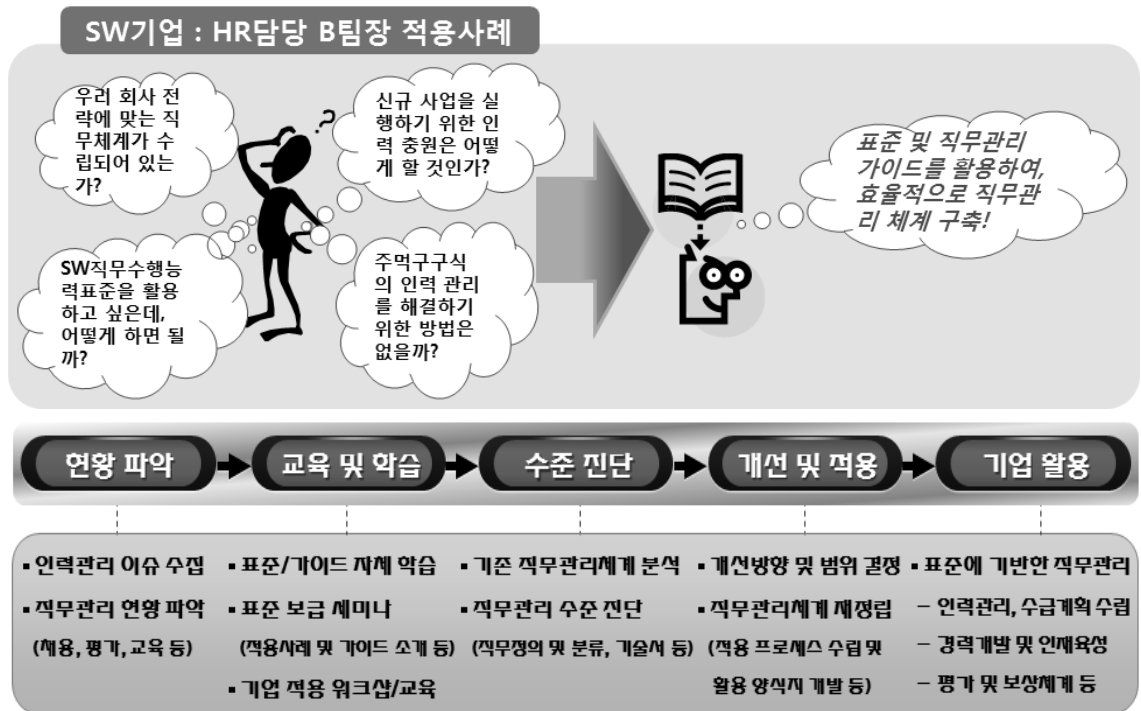 SW기업 : HR담당 B팀장 적용사례
우리 회사 전
략에 맞는 직
무체계가 수
립되어 있는
가?
신규 사업을 실
행하기 위한 인
력 충원은 어떻
게 할 것인가?
?
SW직무수행능
력표준을 활용
하고 싶은데,
어떻게 하면 될
까?
주먹구구식
의 인력 관리
를 해결하기
위한 방법은
없을까?
표준 및 직무관리
가이드를 활용하여,
효율적으로 직무관
리 체계 구축!
현황 파악
교육 및 학습
수준 진단
개선 및 적용
기업 활용
▪ 인력관리 이슈 수집
▪ 직무관리 현황 파악
(채용, 평가, 교육 등)
▪ 표준/가이드 자체 학습
▪ 표준 보급 세미나
(적용사례 및 가이드 소개 등)
▪ 기업 적용 워크샵/교육
▪ 기존 직무관리체계 분석
▪ 직무관리 수준 진단
(직무정의 및 분류, 기술서 등)
▪ 개선방향 및 범위 결정
▪ 직무관리체계 재정립
(적용 프로세스 수립 및
활용 양식지 개발 등)
▪ 표준에 기반한 직무관리
– 인력관리, 수급계획 수립
– 경력개발 및 인재육성
– 평가 및 보상체계 등